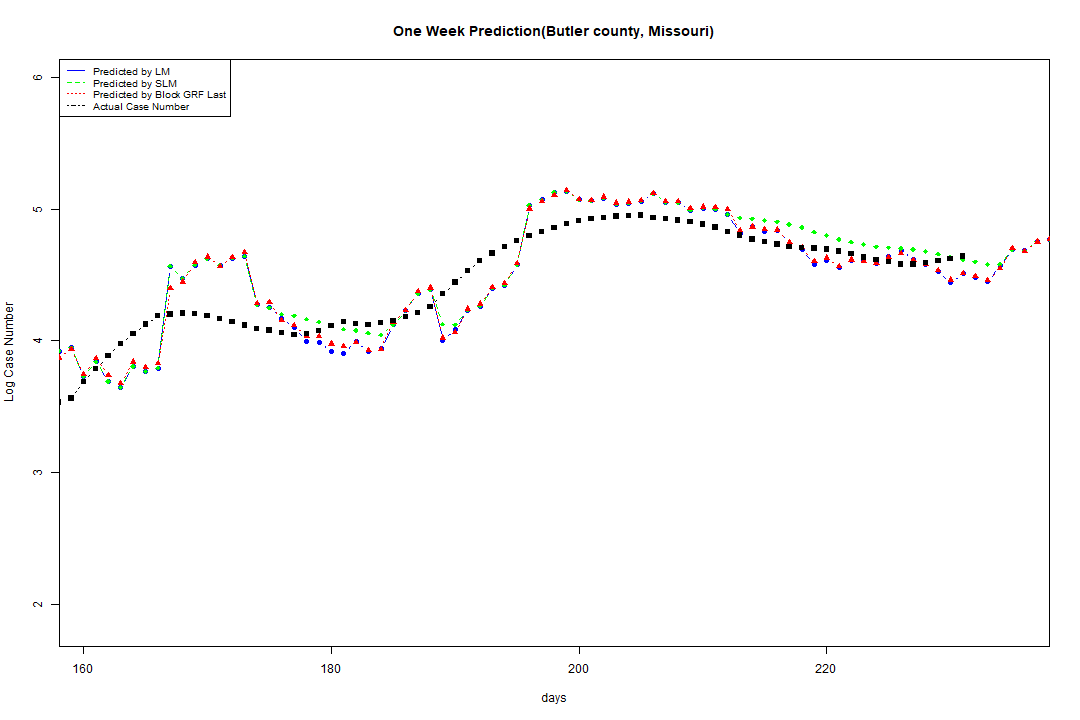 One Week Prediction(Butler county, Missouri)
Predicted by LM
Predicted by SLM
Predicted by Block GRF Last
Actual Case Number
6
5
4
3
2
Log Case Number
160 180 200 220
days